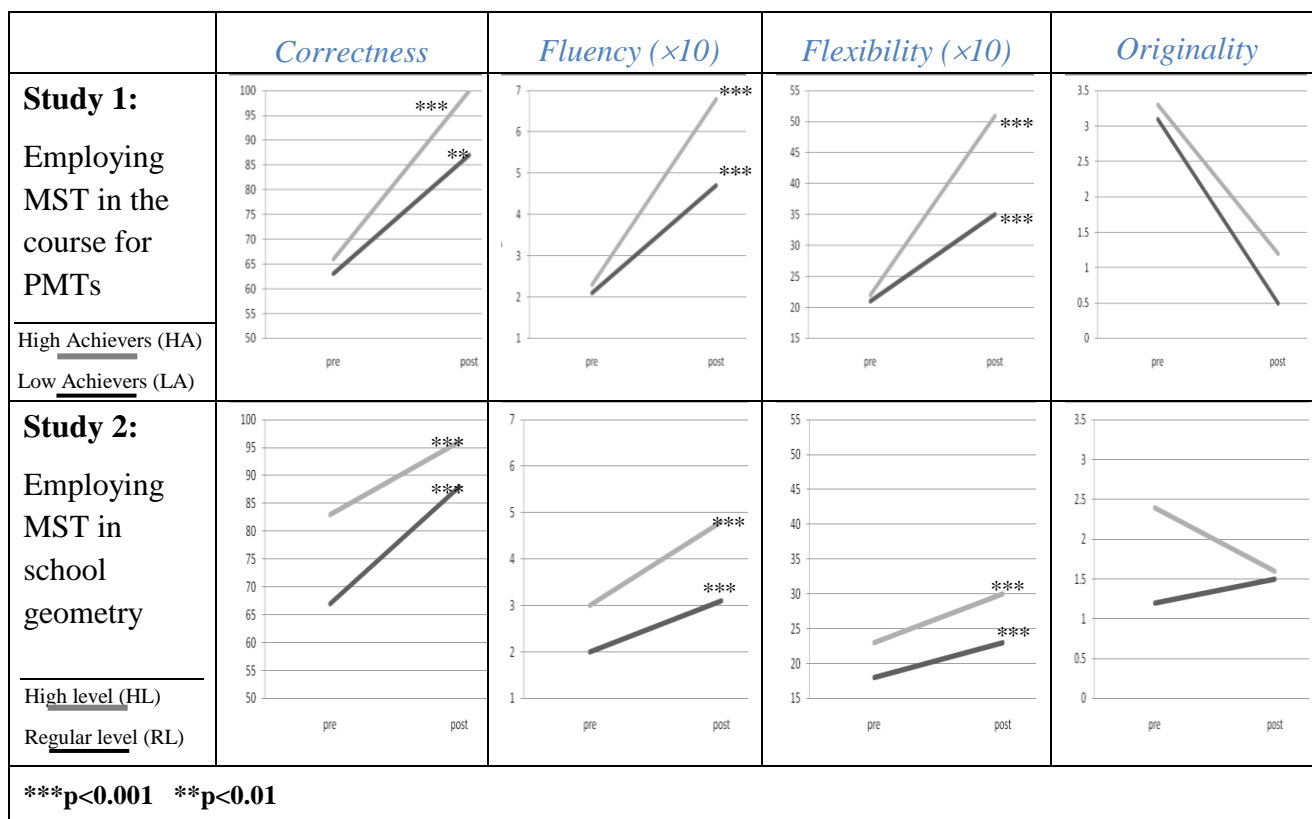 Correctness
Fluency (×10)
Flexibility (×10)
Originality
Study 1:
Employing
MST in the
course for
PMTs
High Achievers (HA)
Low Achievers (LA)
100
95
90
85
80
75
70
65
60
55
50
***
**
pre
post
7
6
5
4
3
2
1
***
***
pre
post
55
50
45
40
35
30
25
20
15
***
***
pre
post
3.5
3
2.5
2
1.5
1
0.5
0
pre
post
Study 2:
Employing
MST in
school
geometry
High level (HL)
Regular level (RL)
100
95
90
85
80
75
70
65
60
55
50
***
***
pre
post
7
6
5
4
3
2
1
***
***
pre
post
55
50
45
40
35
30
25
20
15
***
***
pre
post
3.5
3
2.5
2
1.5
1
0.5
0
pre
post
***p<0.001 **p<0.01